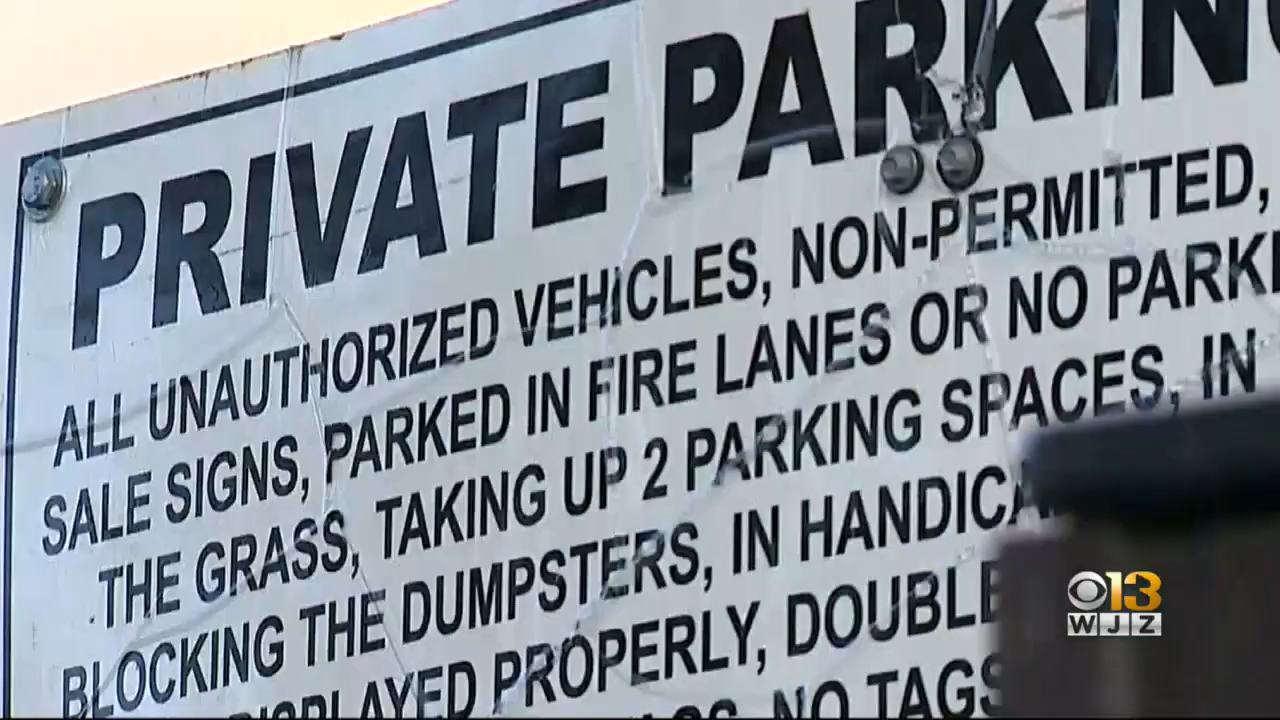 PRIVATE PARKING
ALL UNAUTHORIZED VEHICLES, NON-PERMITTED,
SALE SIGNS, PARKED IN FIRE LANES OR NO PARKI
THE GRASS, TAKING UP 2 PARKING SPACES, IN
BLOCKING THE DUMPSTERS, IN HANDICA
DISPLAYED PROPERLY, DOUBLE
NO TAGS
13
WJZ